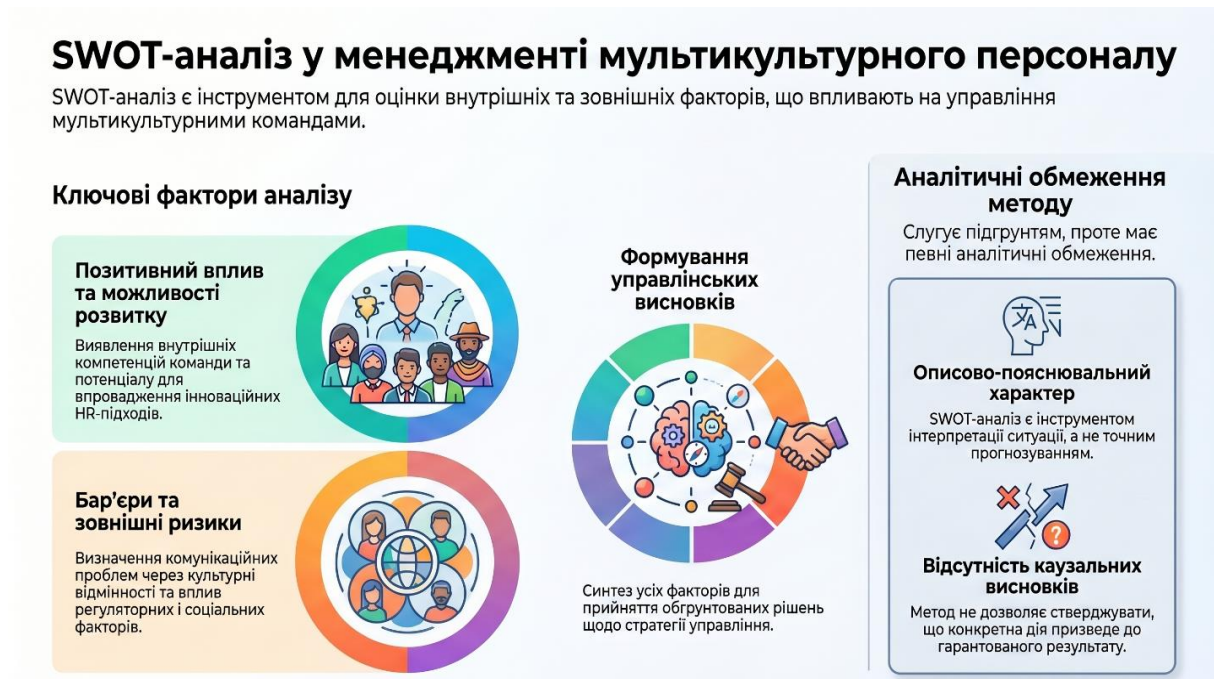 SWOT-аналіз у менеджменті мультикультурного персоналу
SWOT-аналіз є інструментом для оцінки внутрішніх та зовнішніх факторів, що впливають на управління
мультикультурними командами.
Ключові фактори аналізу
Позитивний вплив
та можливості
розвитку
Виявлення внутрішніх
компетенцій команди та
потенціалу для
впровадження інноваційних
HR-підходів.
Бар’єри та
зовнішні ризики
Визначення комунікаційних
проблем через культурні
відмінності та вплив
регуляторних і соціальних
факторів.
Формування
управлінських
висновків
Синтез усіх факторів для
прийняття обгрунтованих рішень
щодо стратегії управління.
Аналітичні обмеження
методу
Слугує підгрунтям, проте має
певні аналітичні обмеження.
Описово-пояснювальний
характер
SWOT-аналіз є інструментом
інтерпретації ситуації, а не точним
прогнозуванням.
Відсутність каузальних
висновків
Метод не дозволяє стверджувати,
що конкретна дія призведе до
гарантованого результату.